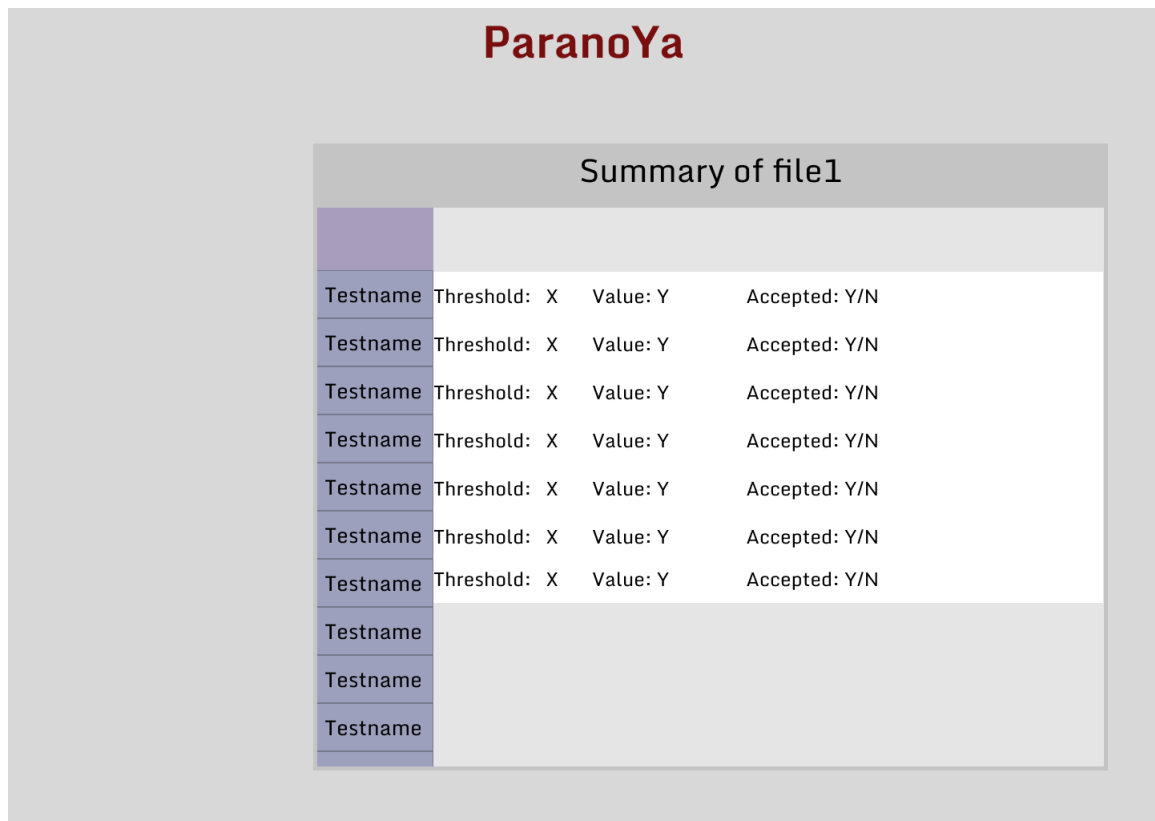 ParanoYa
Summary of file1
Testname Threshold: X Value: Y Accepted: Y/N
Testname Threshold: X Value: Y Accepted: Y/N
Testname Threshold: X Value: Y Accepted: Y/N
Testname Threshold: X Value: Y Accepted: Y/N
Testname Threshold: X Value: Y Accepted: Y/N
Testname Threshold: X Value: Y Accepted: Y/N
Testname Threshold: X Value: Y Accepted: Y/N
Testname
Testname
Testname